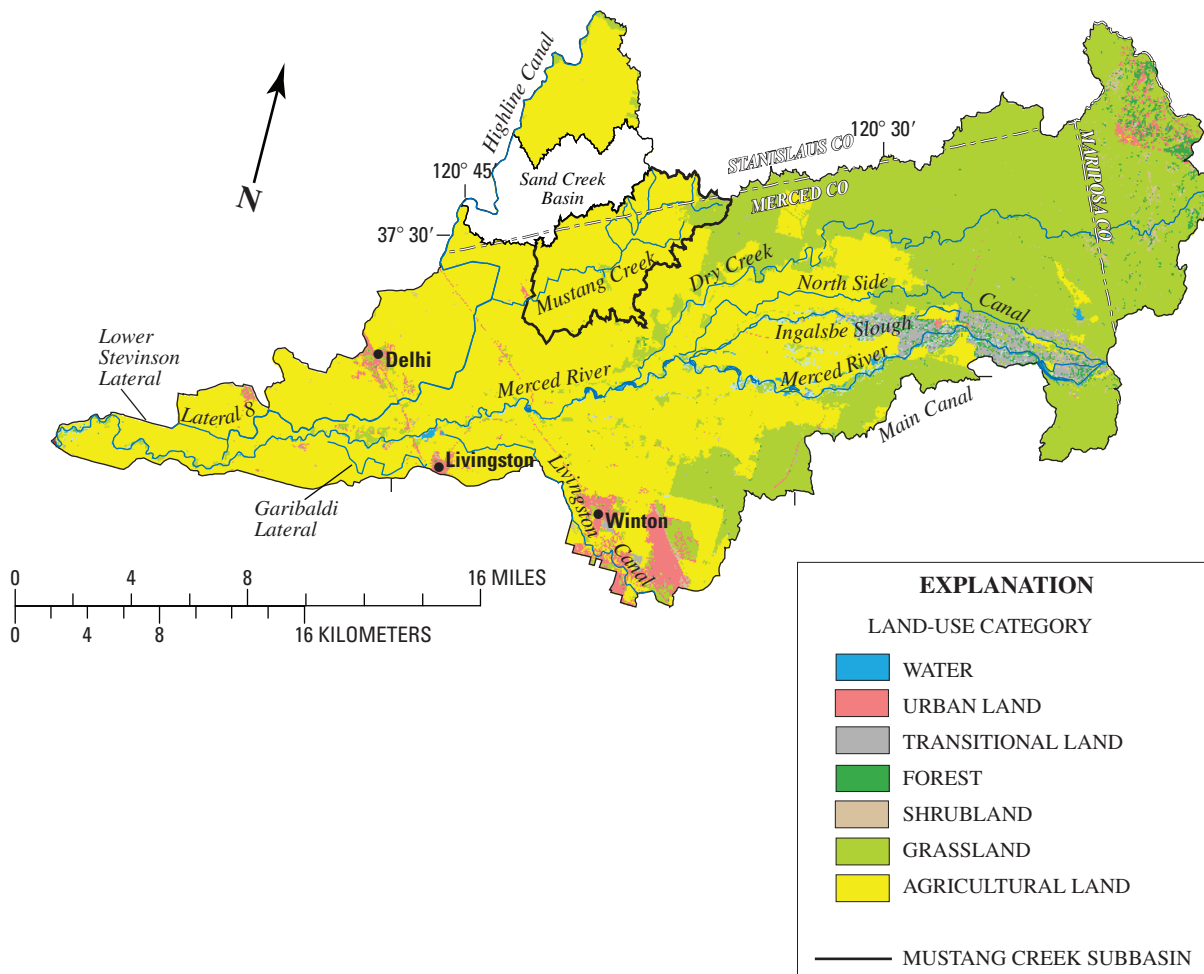 Highline Canal
N
120° 45′
Sand Creek
Basin
120° 30′
STANISLAUS CO
MERCED CO
MARIPOSA CO
37° 30′
Mustang Creek
Dry Creek
North Side
Canal
Ingalsbe Slough
Lower
Stevinson
Lateral
Delhi
Merced River
Merced River
Lateral 8
Main Canal
Livingston
Garibaldi
Lateral
Livingston
Canal
Winton
0 4 8 16 MILES
0 4 8 16 KILOMETERS
EXPLANATION
LAND-USE CATEGORY
WATER
URBAN LAND
TRANSITIONAL LAND
FOREST
SHRUBLAND
GRASSLAND
AGRICULTURAL LAND
MUSTANG CREEK SUBBASIN